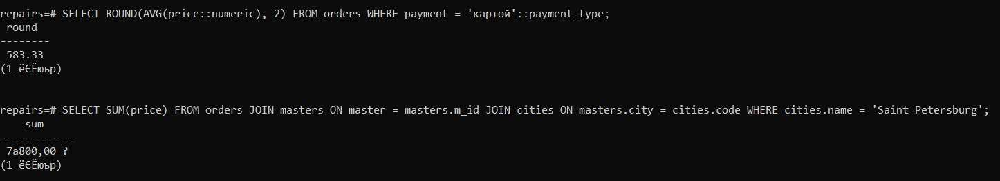 repairs=# SELECT ROUND(AVG(price::numeric), 2) FROM orders WHERE payment = 'картой'::payment_type;
round
--------
583.33
(1 ёЄЁюър)
repairs=# SELECT SUM(price) FROM orders JOIN masters ON master = masters.m_id JOIN cities ON masters.city = cities.code WHERE cities.name = 'Saint Petersburg';
sum
------------
7а800,00 ?
(1 ёЄЁюър)